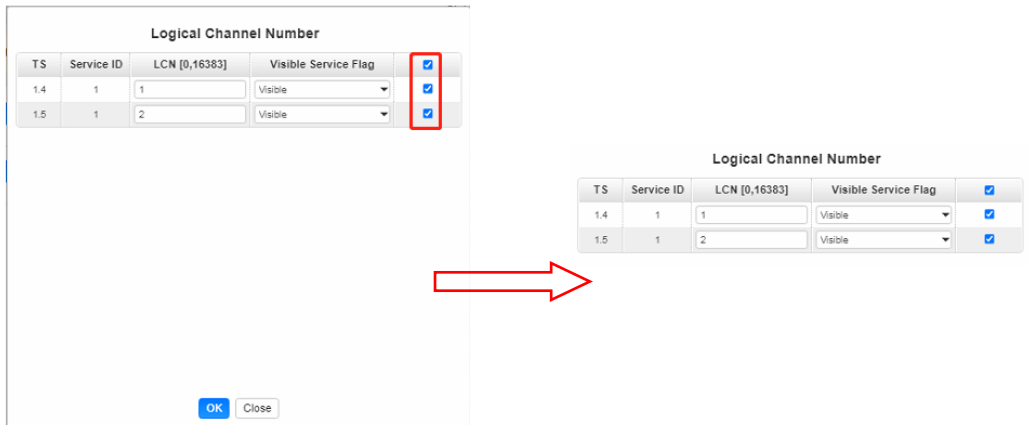 Logical Channel Number
TS Service ID LCN [0,16383] Visible Service Flag
1.4 1 1 Visible
1.5 1 2 Visible
OK Close
Logical Channel Number
TS Service ID LCN [0,16383] Visible Service Flag
1.4 1 1 Visible
1.5 1 2 Visible